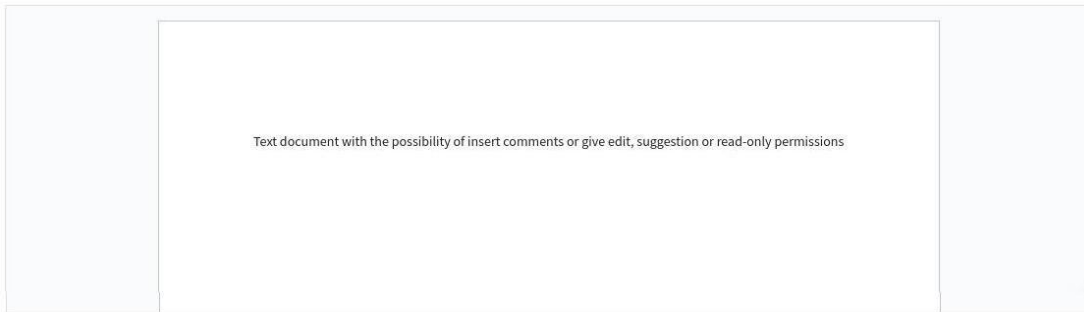 Text document with the possibility of insert comments or give edit, suggestion or read-only permissions